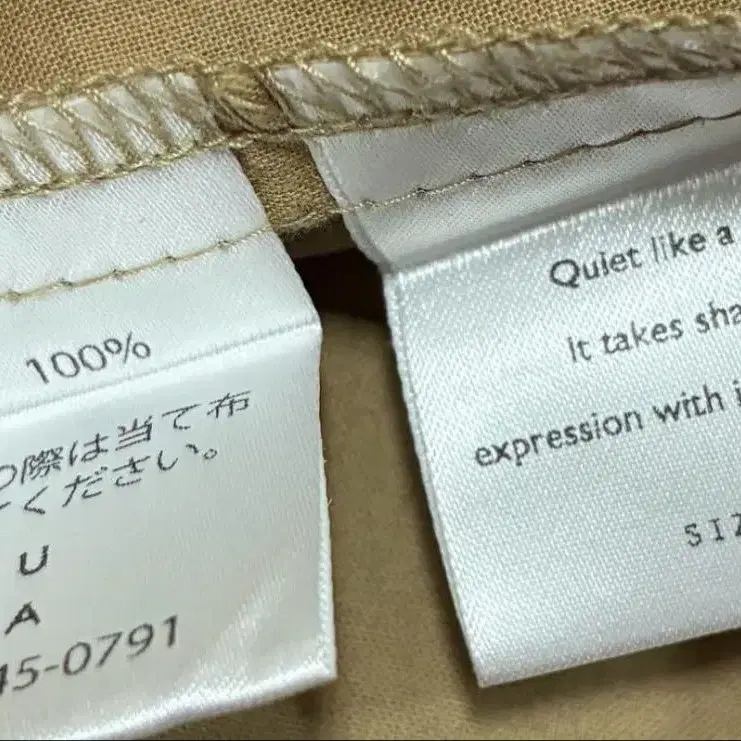 100%
際は当て布
ください。
U
A
45-0791
Quiet like a
It takes sha
expression with i
SIZ